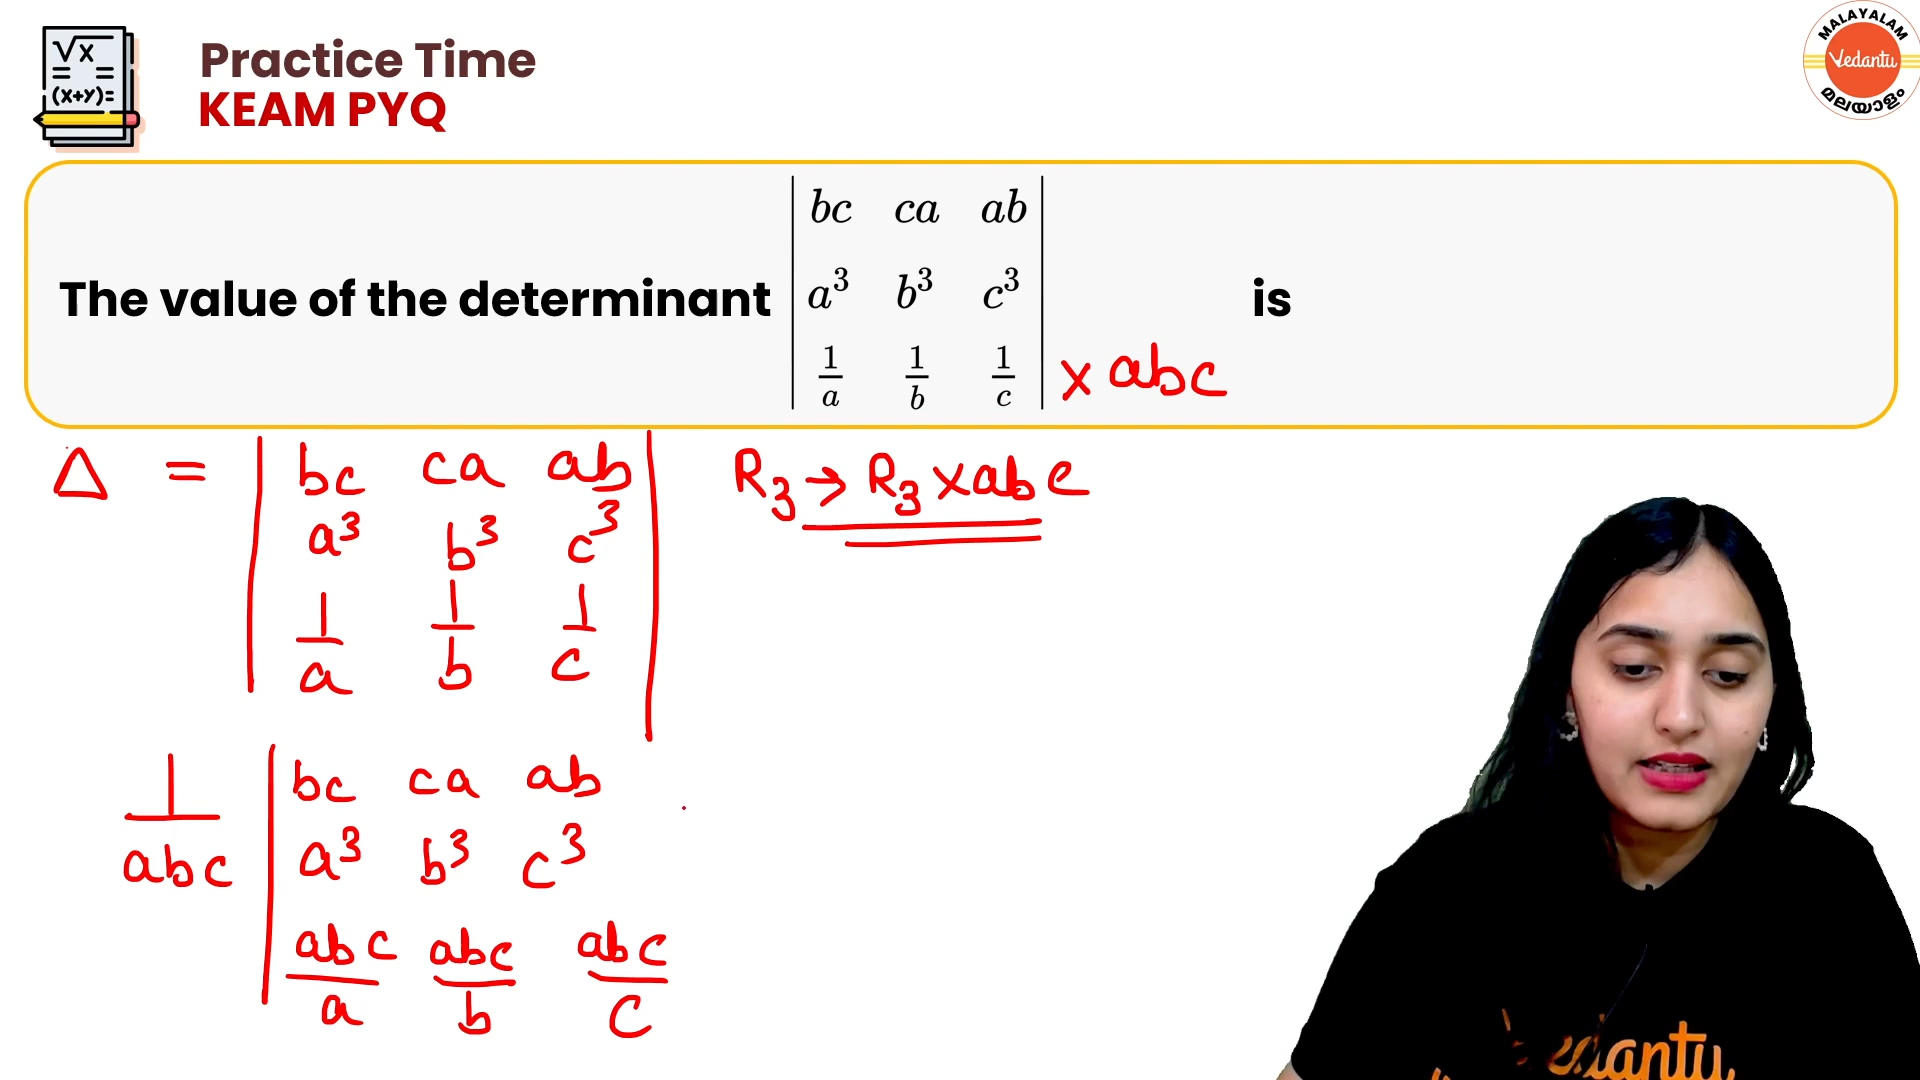 √x
= =
(x+y)=
Practice Time
KEAM PYQ
MALAYALAM
Vedantu
മലയാളം
The value of the determinant | bc ca ab | is
a³ b³ c³
1/a 1/b 1/c
× abc
Δ = | bc ca ab |
a³ b³ c³
1/a 1/b 1/c
R₃ → R₃ × abc
1/abc | bc ca ab
a³ b³ c³
abc/a abc/b abc/c
Vedantu